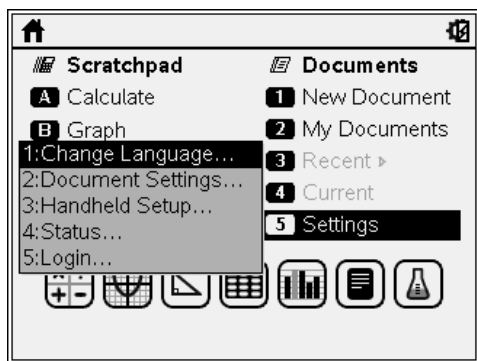 Scratchpad
A Calculate
B Graph
1:Change Language...
2:Document Settings...
3:Handheld Setup...
4:Status...
5:Login...
Documents
1 New Document
2 My Documents
3 Recent ▹
4 Current
5 Settings